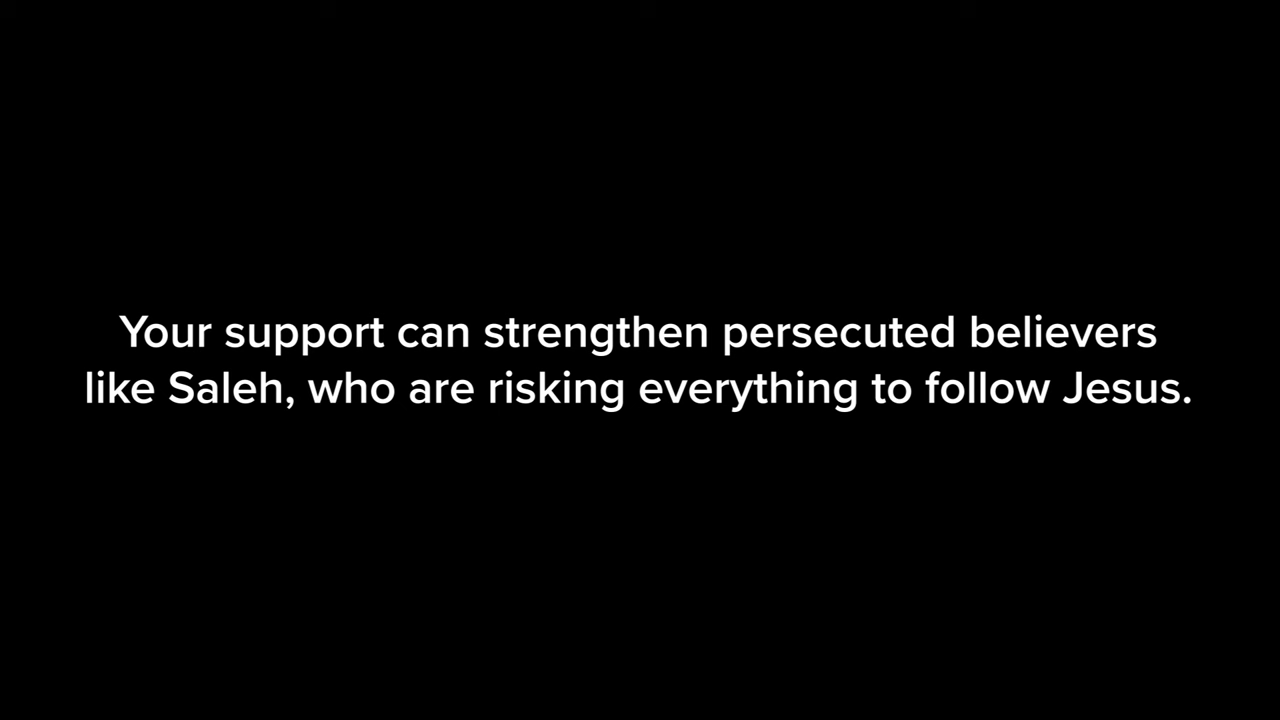 Your support can strengthen persecuted believers
like Saleh, who are risking everything to follow Jesus.